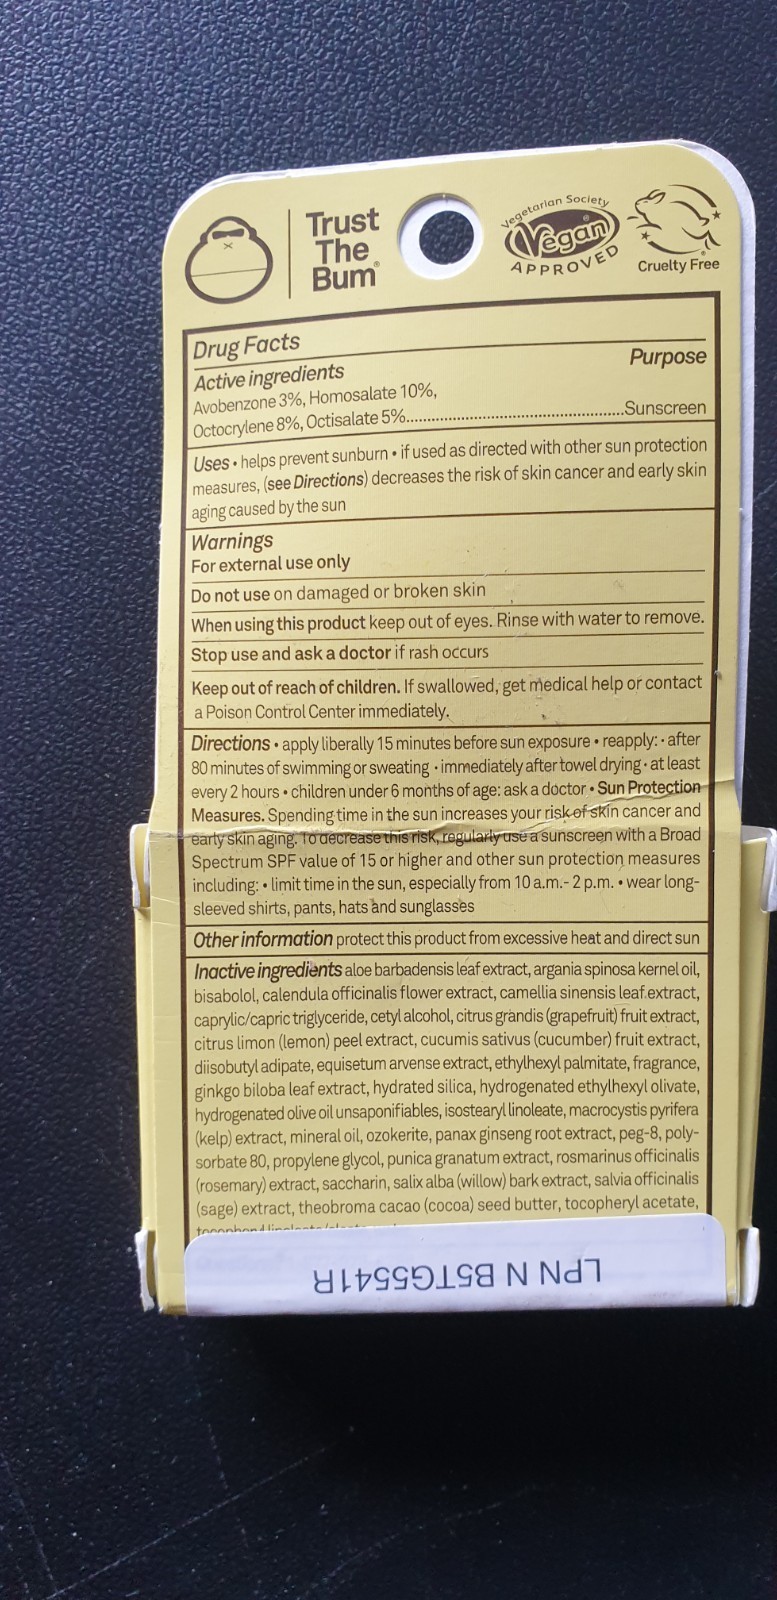 Trust
The
Bum®
Vegetarian Society
Vegan
APPROVED
Cruelty Free
Drug Facts
Active ingredients Purpose
Avobenzone 3%, Homosalate 10%,
Octocrylene 8%, Octisalate 5%..................................................Sunscreen
Uses • helps prevent sunburn • if used as directed with other sun protection
measures, (see Directions) decreases the risk of skin cancer and early skin
aging caused by the sun
Warnings
For external use only
Do not use on damaged or broken skin
When using this product keep out of eyes. Rinse with water to remove.
Stop use and ask a doctor if rash occurs
Keep out of reach of children. If swallowed, get medical help or contact
a Poison Control Center immediately.
Directions • apply liberally 15 minutes before sun exposure • reapply: • after
80 minutes of swimming or sweating • immediately after towel drying • at least
every 2 hours • children under 6 months of age: ask a doctor • Sun Protection
Measures. Spending time in the sun increases your risk of skin cancer and
early skin aging. To decrease this risk, regularly use a sunscreen with a Broad
Spectrum SPF value of 15 or higher and other sun protection measures
including: • limit time in the sun, especially from 10 a.m.- 2 p.m. • wear long-
sleeved shirts, pants, hats and sunglasses
Other information protect this product from excessive heat and direct sun
Inactive ingredients aloe barbadensis leaf extract, argania spinosa kernel oil,
bisabolol, calendula officinalis flower extract, camellia sinensis leaf extract,
caprylic/capric triglyceride, cetyl alcohol, citrus grandis (grapefruit) fruit extract,
citrus limon (lemon) peel extract, cucumis sativus (cucumber) fruit extract,
diisobutyl adipate, equisetum arvense extract, ethylhexyl palmitate, fragrance,
ginkgo biloba leaf extract, hydrated silica, hydrogenated ethylhexyl olivate,
hydrogenated olive oil unsaponifiables, isostearyl linoleate, macrocystis pyrifera
(kelp) extract, mineral oil, ozokerite, panax ginseng root extract, peg-8, poly-
sorbate 80, propylene glycol, punica granatum extract, rosmarinus officinalis
(rosemary) extract, saccharin, salix alba (willow) bark extract, salvia officinalis
(sage) extract, theobroma cacao (cocoa) seed butter, tocopheryl acetate,
LPN N B5TG5541R